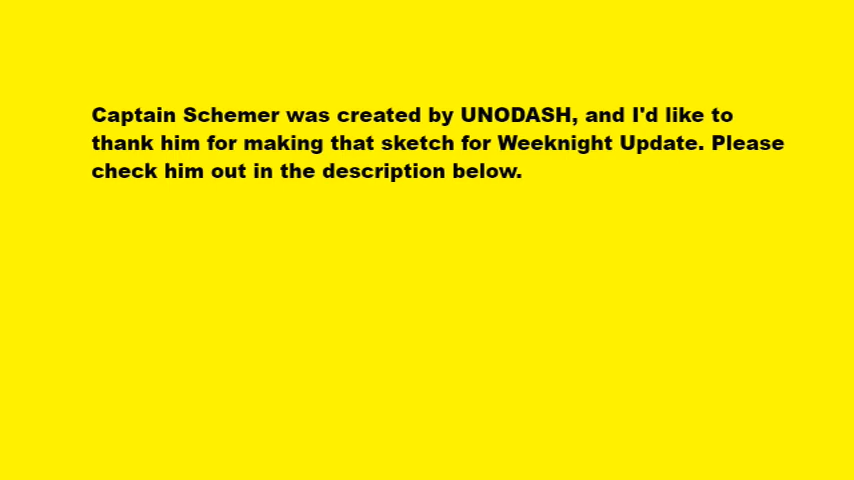 Captain Schemer was created by UNODASH, and I'd like to
thank him for making that sketch for Weeknight Update. Please
check him out in the description below.